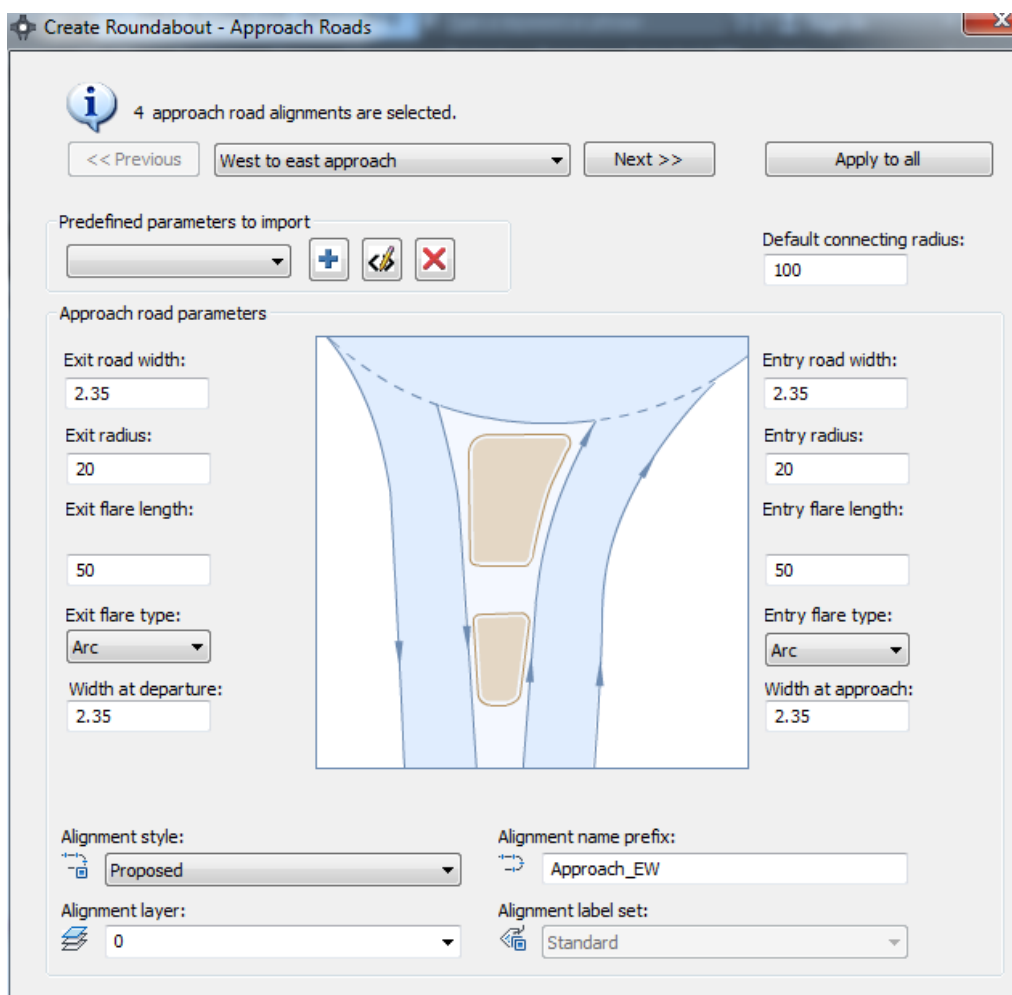 Create Roundabout - Approach Roads
4 approach road alignments are selected.
<< Previous
West to east approach
Next >>
Apply to all
Predefined parameters to import
Default connecting radius:
100
Approach road parameters
Exit road width:
2.35
Entry road width:
2.35
Exit radius:
20
Entry radius:
20
Exit flare length:
50
Entry flare length:
50
Exit flare type:
Arc
Entry flare type:
Arc
Width at departure:
2.35
Width at approach:
2.35
Alignment style:
Proposed
Alignment name prefix:
Approach_EW
Alignment layer:
0
Alignment label set:
Standard